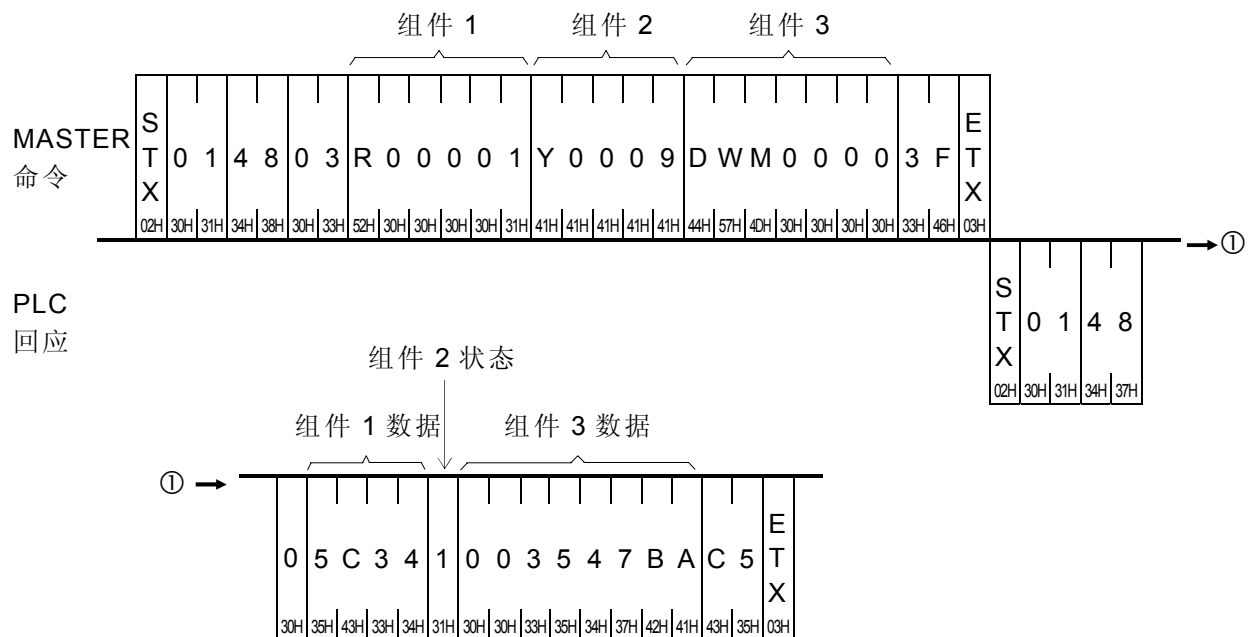 组件 1 组件 2 组件 3
MASTER
命令
STX 0 1 4 8 0 3 R 0 0 0 0 1 Y 0 0 0 9 D W M 0 0 0 0 3 F ETX
02H 30H 31H 34H 38H 30H 33H 52H 30H 30H 30H 30H 31H 41H 41H 41H 41H 41H 44H 57H 4DH 30H 30H 30H 30H 33H 46H 03H
→①
PLC
回应
STX 0 1 4 8
02H 30H 31H 34H 37H
组件 2 状态
组件 1 数据 组件 3 数据
① →
0 5 C 3 4 1 0 0 3 5 4 7 B A C 5 ETX
30H 35H 43H 33H 34H 31H 30H 30H 33H 35H 34H 37H 42H 41H 43H 35H 03H